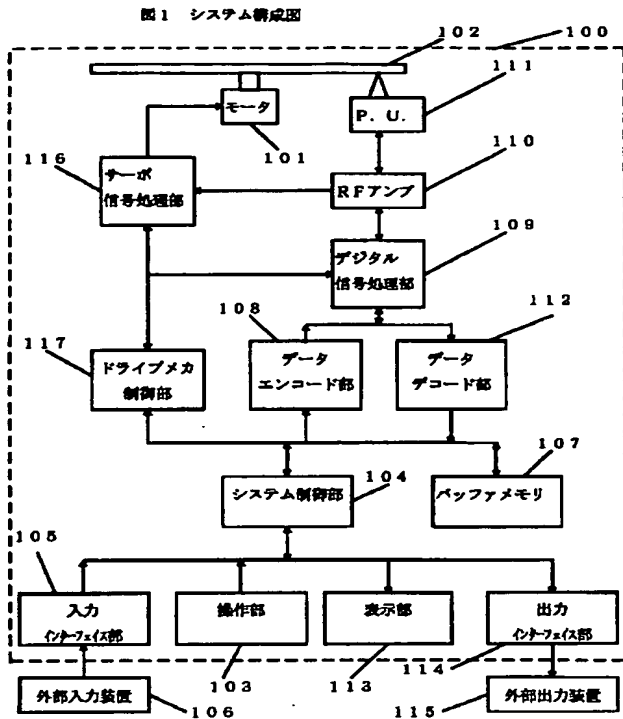 図1 システム構成図
102
100
111
モータ
P. U.
101
110
116
サーボ
信号処理部
RFアンプ
109
デジタル
信号処理部
108
112
117
ドライブメカ
制御部
データ
エンコード部
データ
デコード部
107
104
システム制御部
バッファメモリ
105
入力
インターフェイス部
操作部
表示部
出力
インターフェイス部
103
113
114
外部入力装置
106
115
外部出力装置